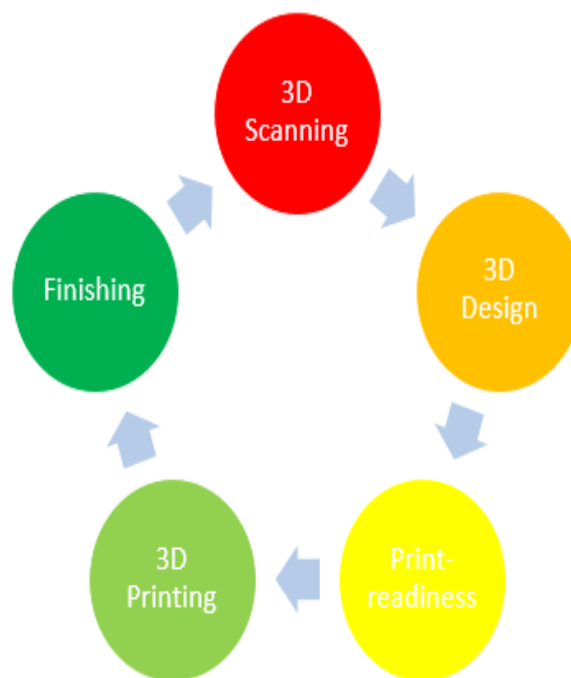 3D
Scanning
3D
Design
Print-
readiness
3D
Printing
Finishing